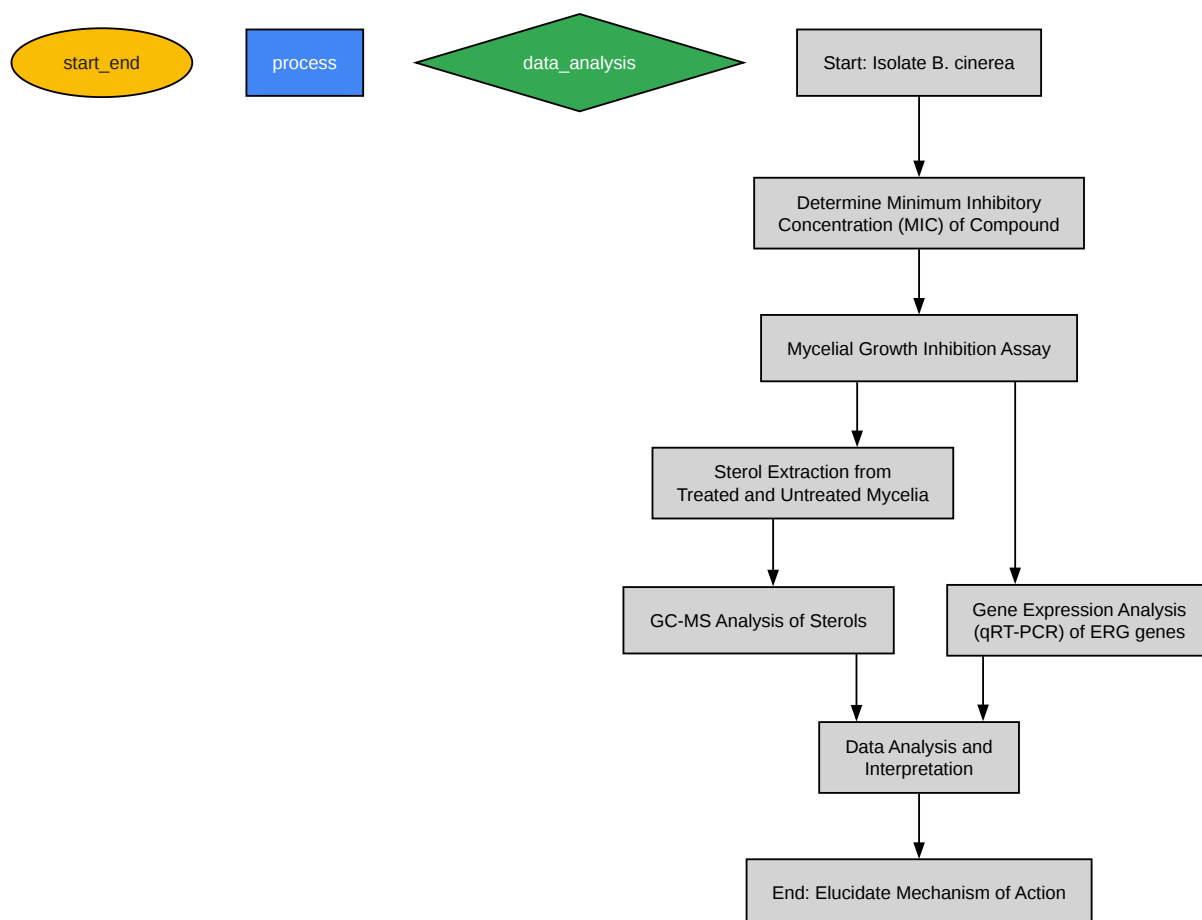 start_end
process
data_analysis
Start: Isolate B. cinerea
Determine Minimum Inhibitory
Concentration (MIC) of Compound
Mycelial Growth Inhibition Assay
Sterol Extraction from
Treated and Untreated Mycelia
GC-MS Analysis of Sterols
Gene Expression Analysis
(qRT-PCR) of ERG genes
Data Analysis and
Interpretation
End: Elucidate Mechanism of Action